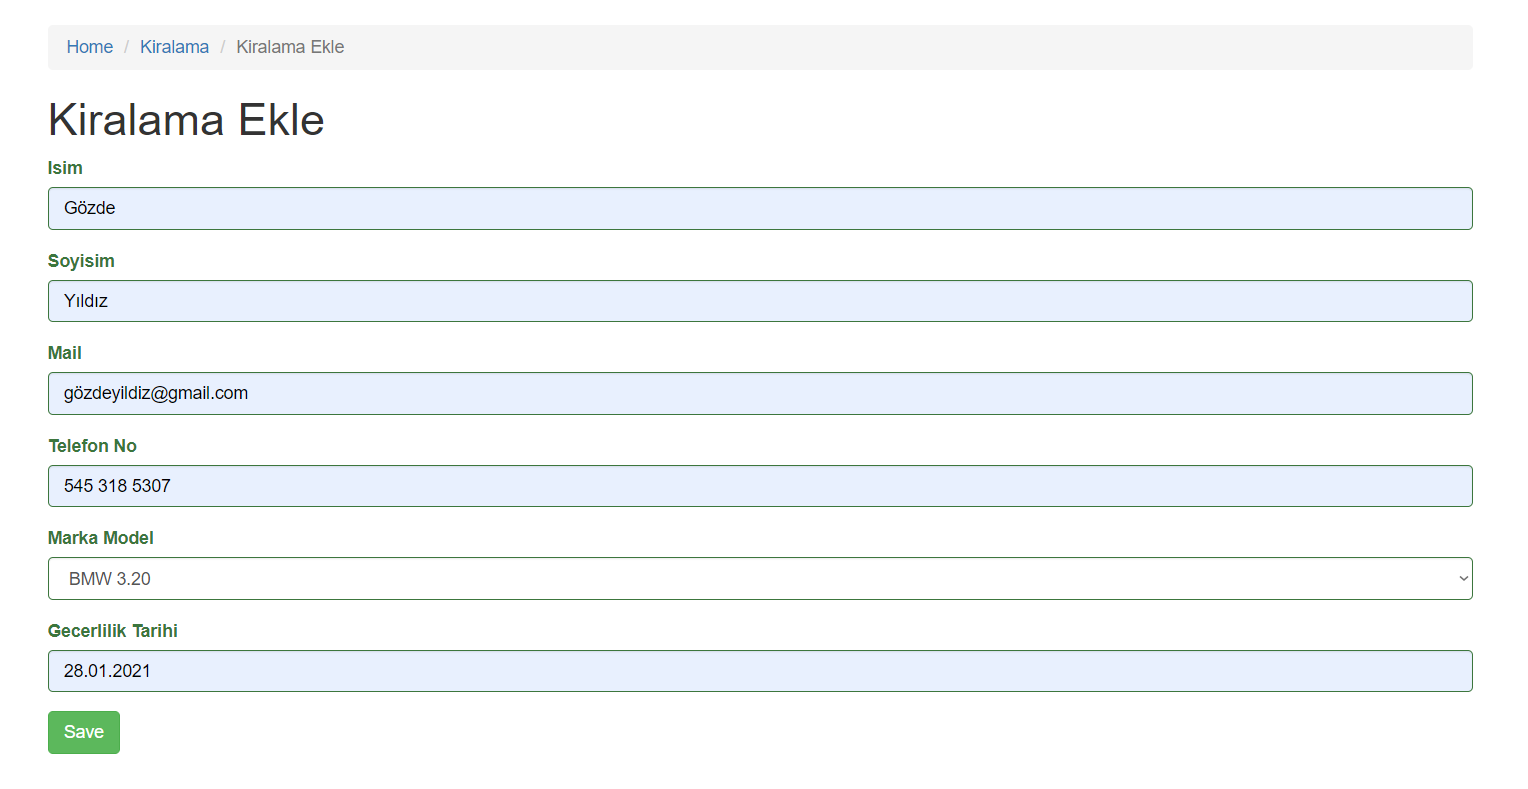 Home / Kiralama / Kiralama Ekle
Kiralama Ekle
Isim
Gözde
Soyisim
Yıldız
Mail
gözdeyildiz@gmail.com
Telefon No
545 318 5307
Marka Model
BMW 3.20
Gecerlilik Tarihi
28.01.2021
Save